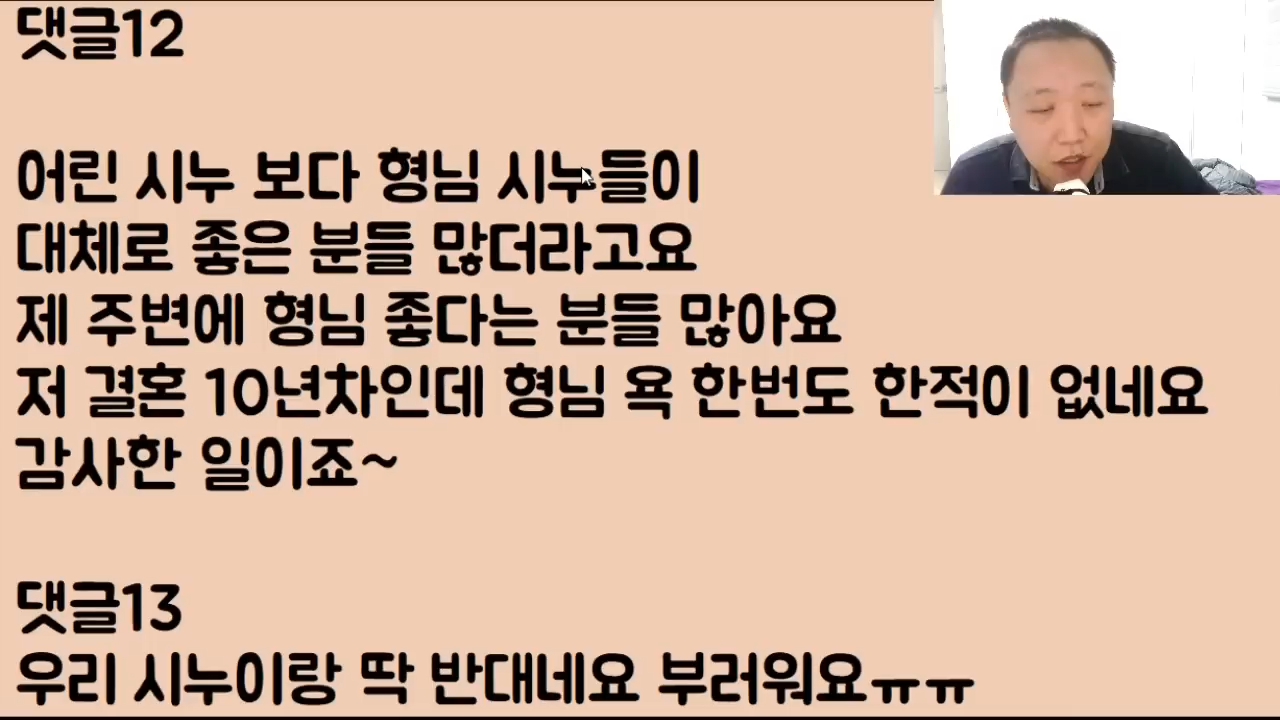 댓글12
어린 시누 보다 형님 시누들이
대체로 좋은 분들 많더라고요
제 주변에 형님 좋다는 분들 많아요
저 결혼 10년차인데 형님 욕 한번도 한적이 없네요
감사한 일이죠~
댓글13
우리 시누이랑 딱 반대네요 부러워요ㅠㅠ